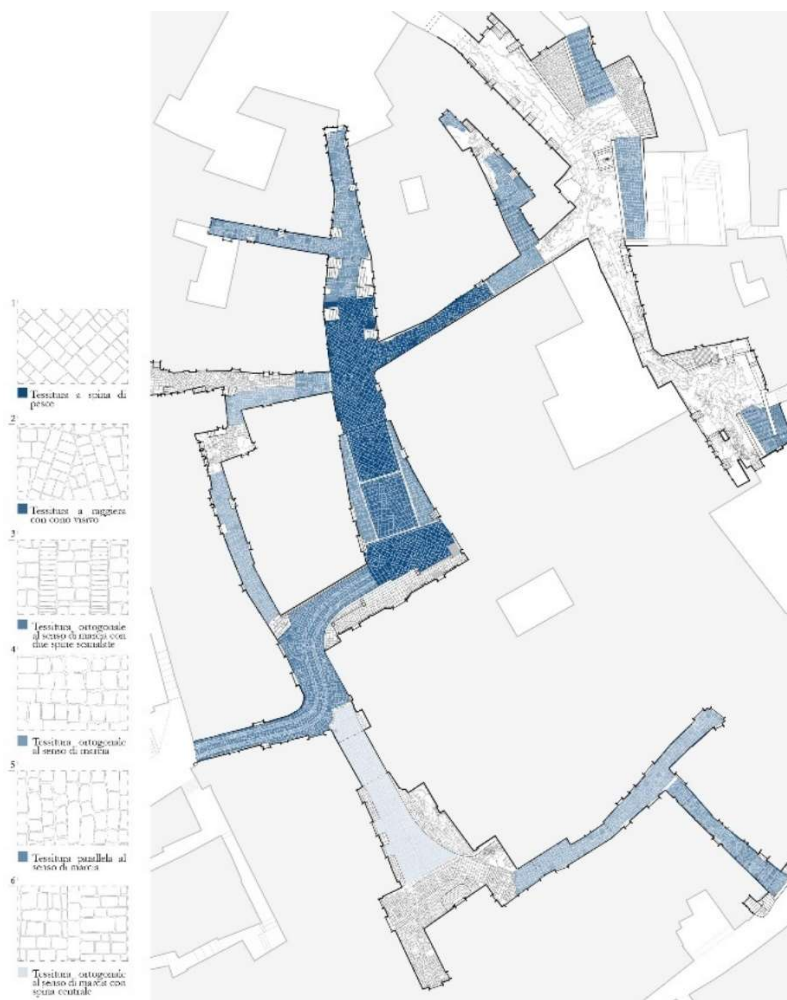 1
Tessitura a spina di
pesce
2
Tessitura a raggiera
con cono visivo
3
Tessitura ortogonale
al senso di marcia con
due spine scanalate
4
Tessitura ortogonale
al senso di marcia
5
Tessitura parallela al
senso di marcia
6
Tessitura ortogonale
al senso di marcia con
spina centrale